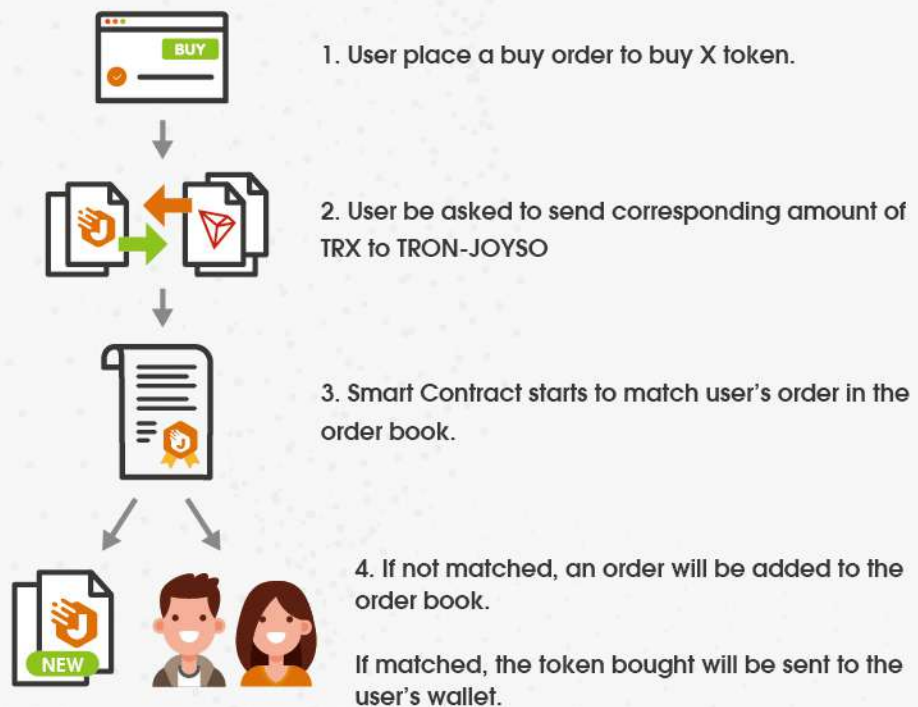 BUY
1. User place a buy order to buy X token.
2. User be asked to send corresponding amount of
TRX to TRON-JOYSO
3. Smart Contract starts to match user's order in the
order book.
4. If not matched, an order will be added to the
order book.
NEW
If matched, the token bought will be sent to the
user's wallet.